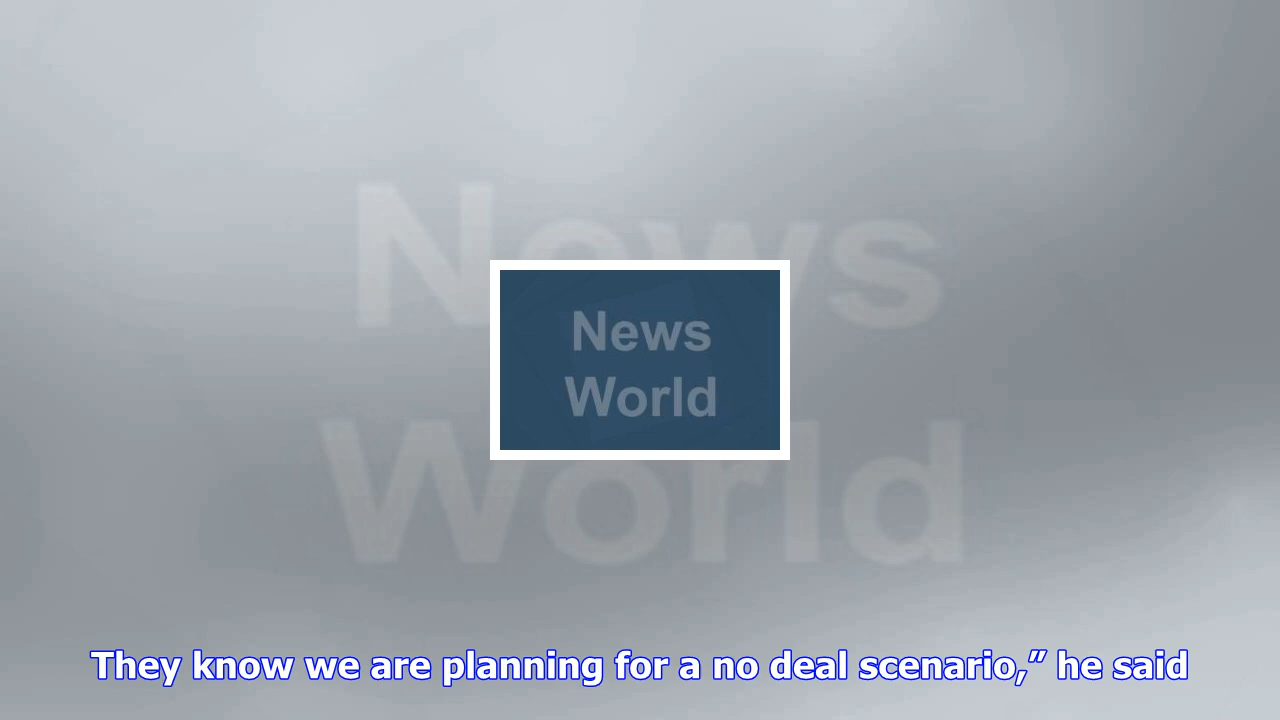 News
World
News
World
They know we are planning for a no deal scenario,” he said